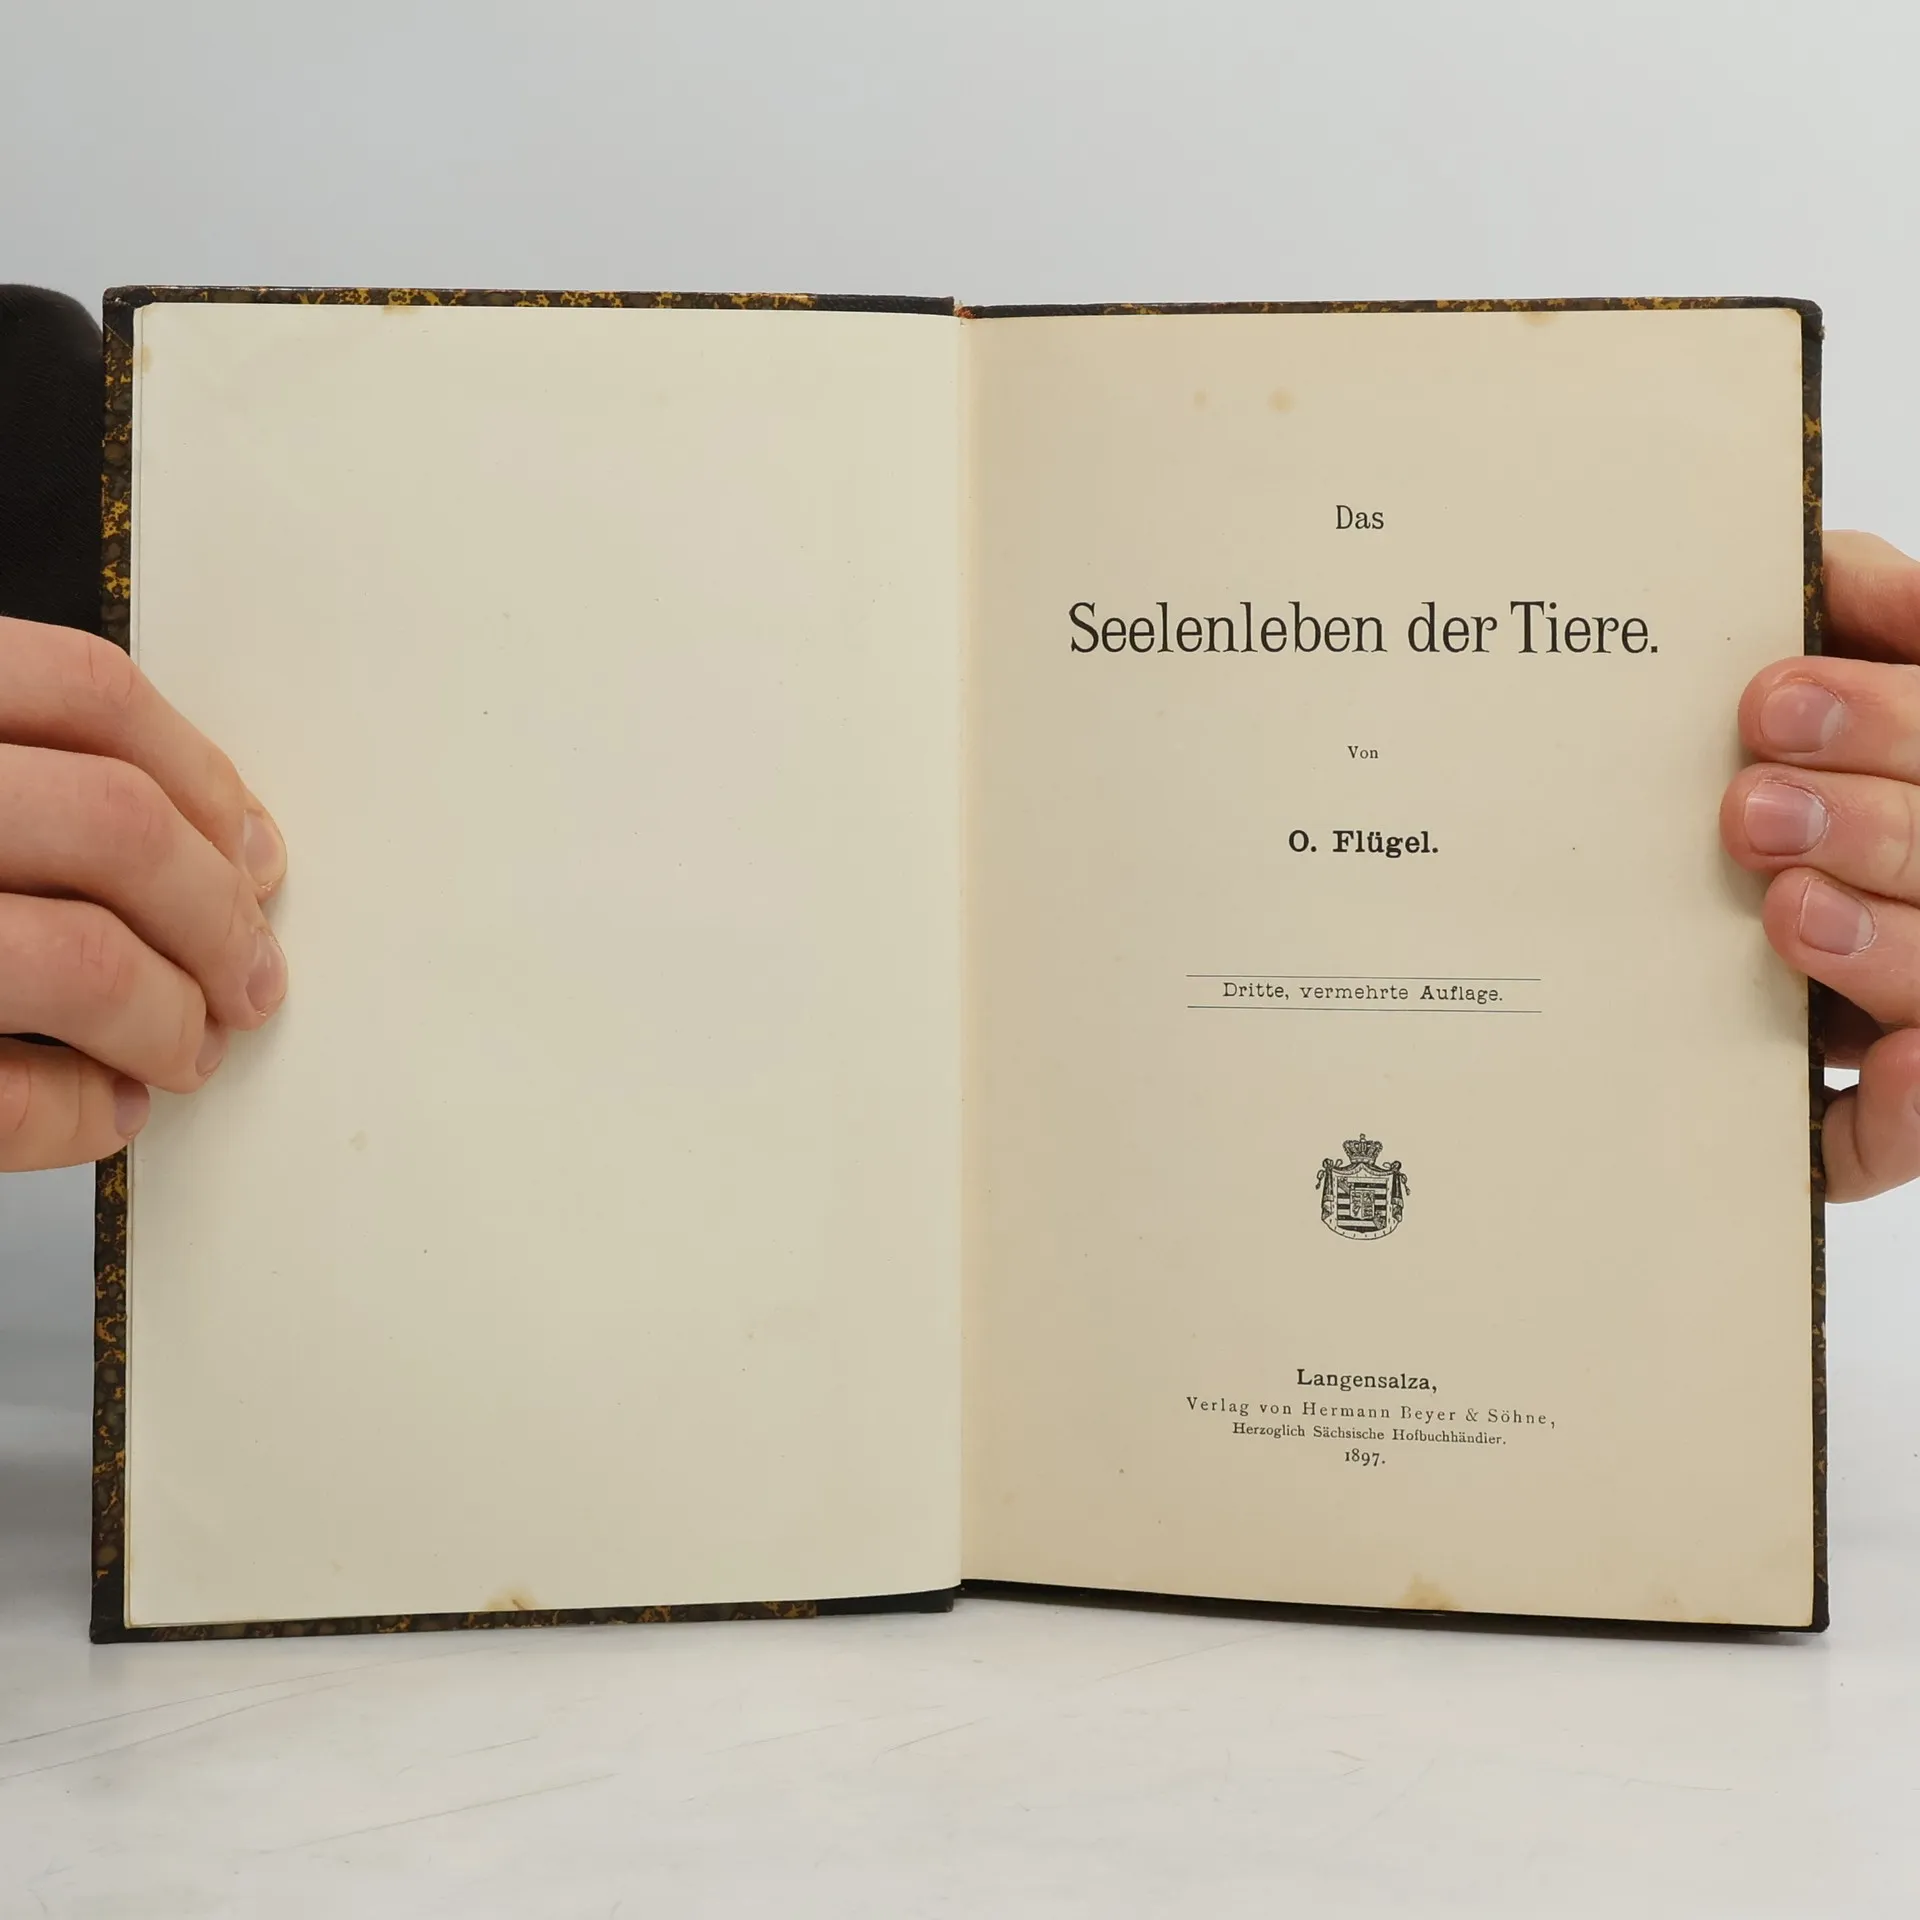 Das
Seelenleben der Tiere.
Von
O. Flügel.
Dritte, vermehrte Auflage.
Langensalza,
Verlag von Hermann Beyer & Söhne,
Herzoglich Sächsische Hofbuchhändler.
1897.